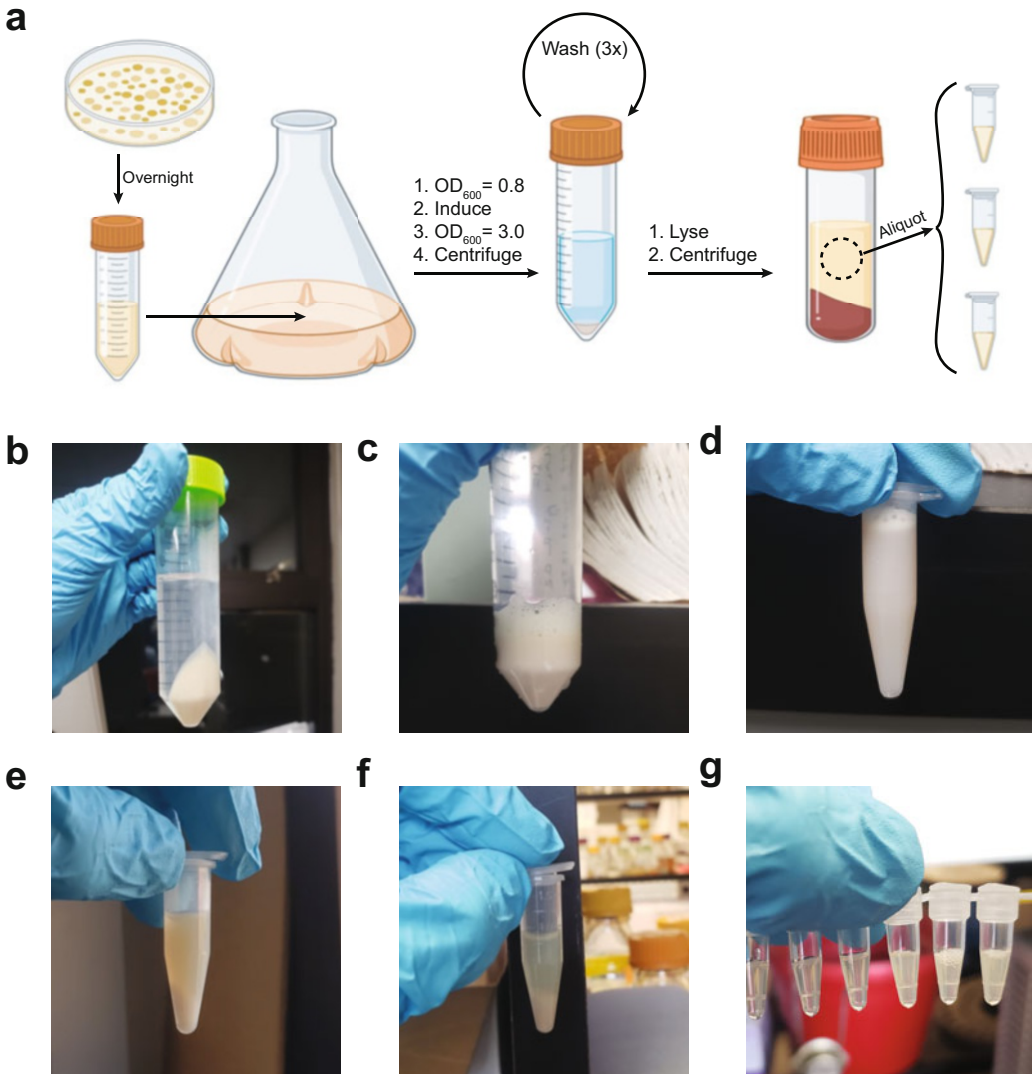 a
Wash (3x)
Overnight
1. OD600= 0.8
2. Induce
3. OD600= 3.0
4. Centrifuge
1. Lyse
2. Centrifuge
Aliquot
b
c
d
e
f
g